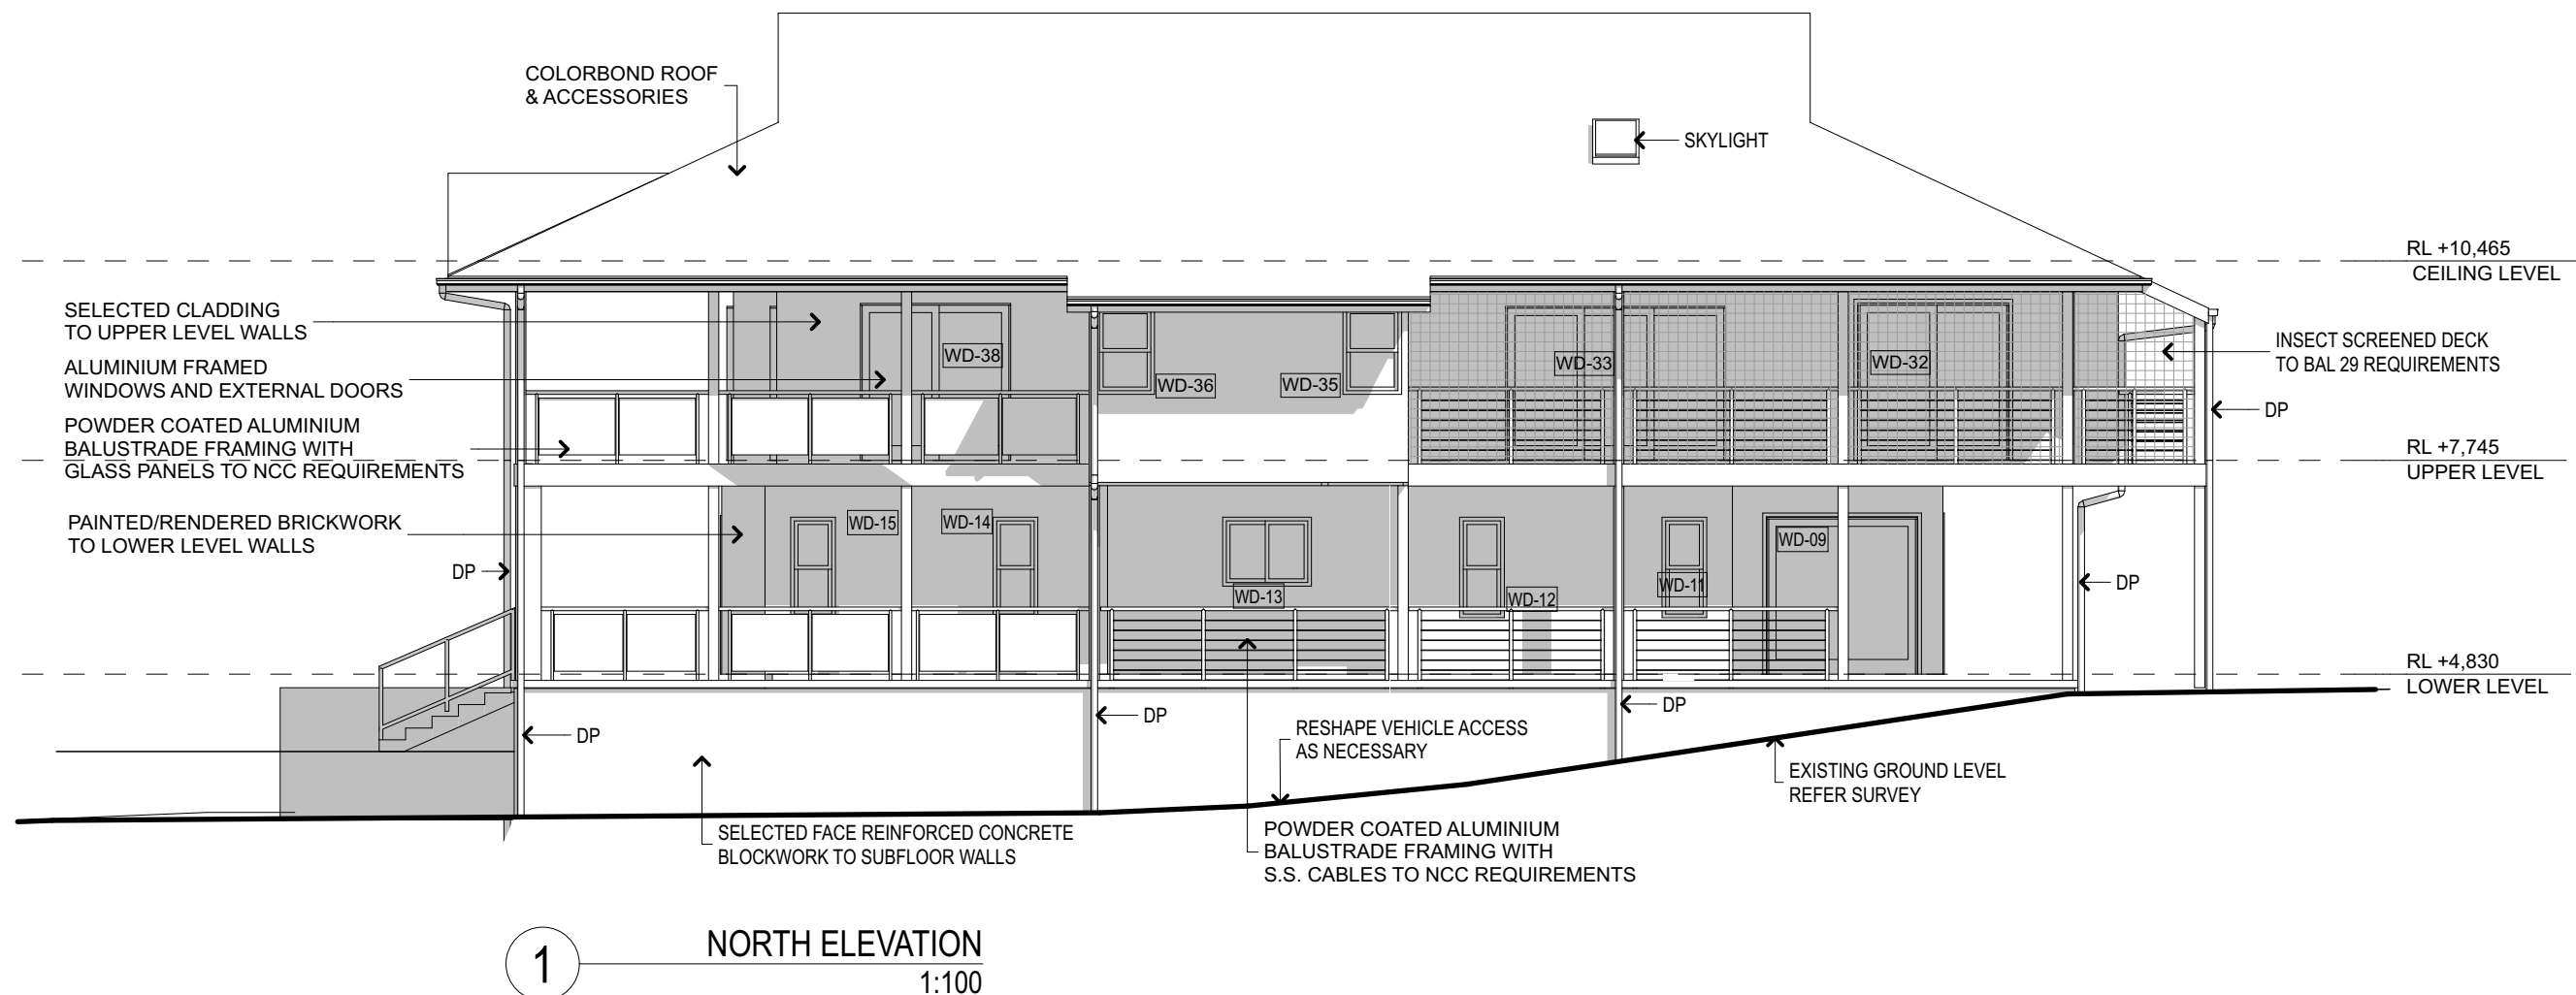 COLORBOND ROOF
& ACCESSORIES
SKYLIGHT
RL +10,465
CEILING LEVEL
SELECTED CLADDING
TO UPPER LEVEL WALLS
ALUMINIUM FRAMED
WINDOWS AND EXTERNAL DOORS
POWDER COATED ALUMINIUM
BALUSTRADE FRAMING WITH
GLASS PANELS TO NCC REQUIREMENTS
PAINTED/RENDERED BRICKWORK
TO LOWER LEVEL WALLS
WD-38
WD-36
WD-35
WD-33
WD-32
INSECT SCREENED DECK
TO BAL 29 REQUIREMENTS
DP
RL +7,745
UPPER LEVEL
WD-15
WD-14
WD-13
WD-12
WD-11
WD-09
DP
DP
RL +4,830
LOWER LEVEL
DP
DP
DP
RESHAPE VEHICLE ACCESS
AS NECESSARY
EXISTING GROUND LEVEL
REFER SURVEY
SELECTED FACE REINFORCED CONCRETE
BLOCKWORK TO SUBFLOOR WALLS
POWDER COATED ALUMINIUM
BALUSTRADE FRAMING WITH
S.S. CABLES TO NCC REQUIREMENTS
1
NORTH ELEVATION
1:100